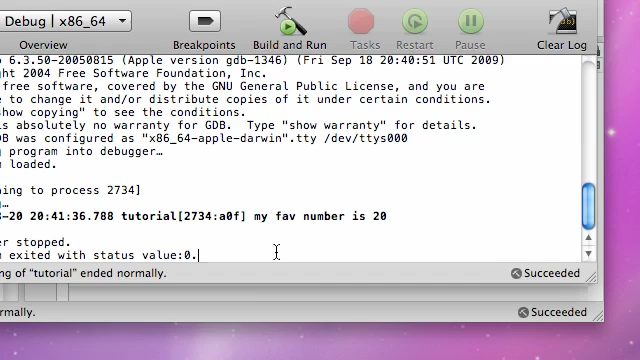 Debug | x86_64
Overview Breakpoints Build and Run Tasks Restart Pause Clear Log
6.3.50-20050815 (Apple version gdb-1346) (Fri Sep 18 20:40:51 UTC 2009)
ght 2004 Free Software Foundation, Inc.
free software, covered by the GNU General Public License, and you are
e to change it and/or distribute copies of it under certain conditions.
show copying" to see the conditions.
is absolutely no warranty for GDB. Type "show warranty" for details.
DB was configured as "x86_64-apple-darwin".tty /dev/ttys000
g program into debugger…
m loaded.
ning to process 2734]
g…
-20 20:41:36.788 tutorial[2734:a0f] my fav number is 20
er stopped.
exited with status value:0.
ng of "tutorial" ended normally. Succeeded
rmally. Succeeded